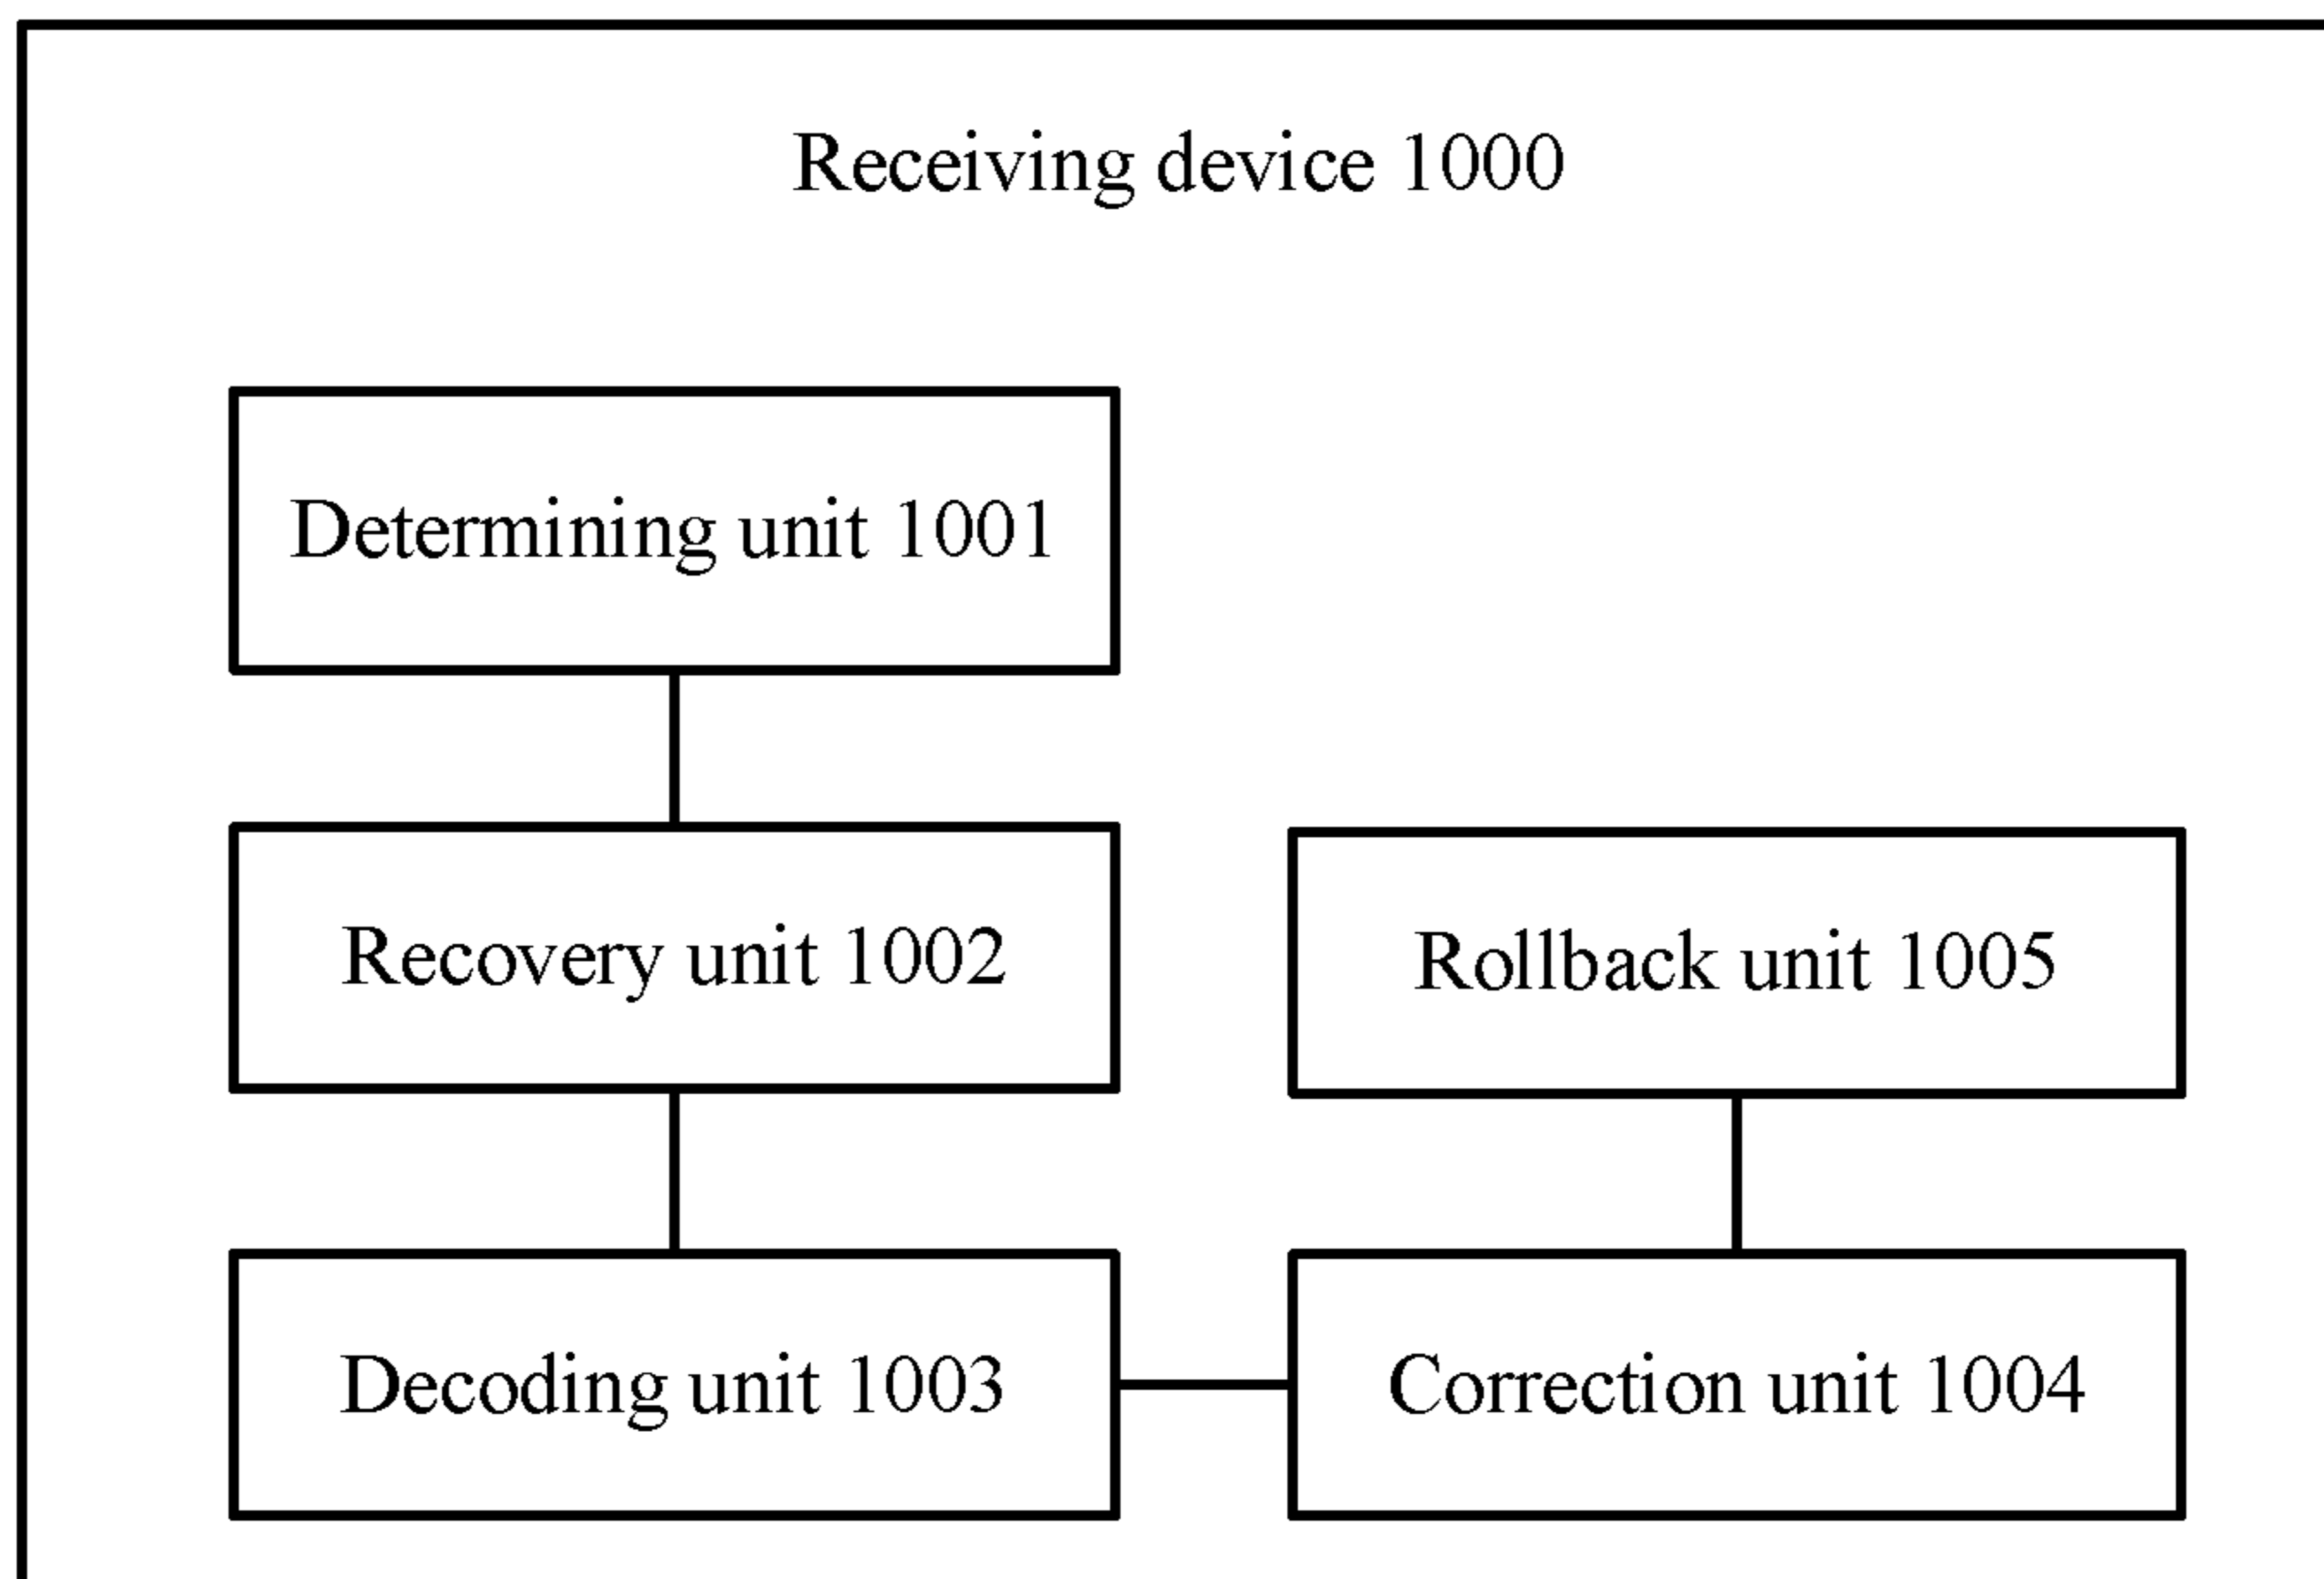 Receiving device 1000
Determining unit 1001
Recovery unit 1002
Rollback unit 1005
Decoding unit 1003
Correction unit 1004